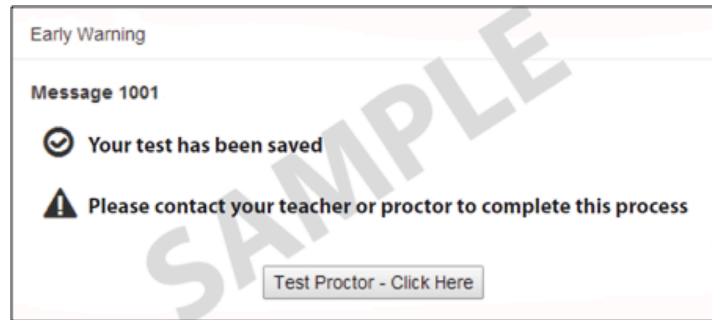 Early Warning
Message 1001
Your test has been saved
Please contact your teacher or proctor to complete this process
SAMPLE
Test Proctor - Click Here